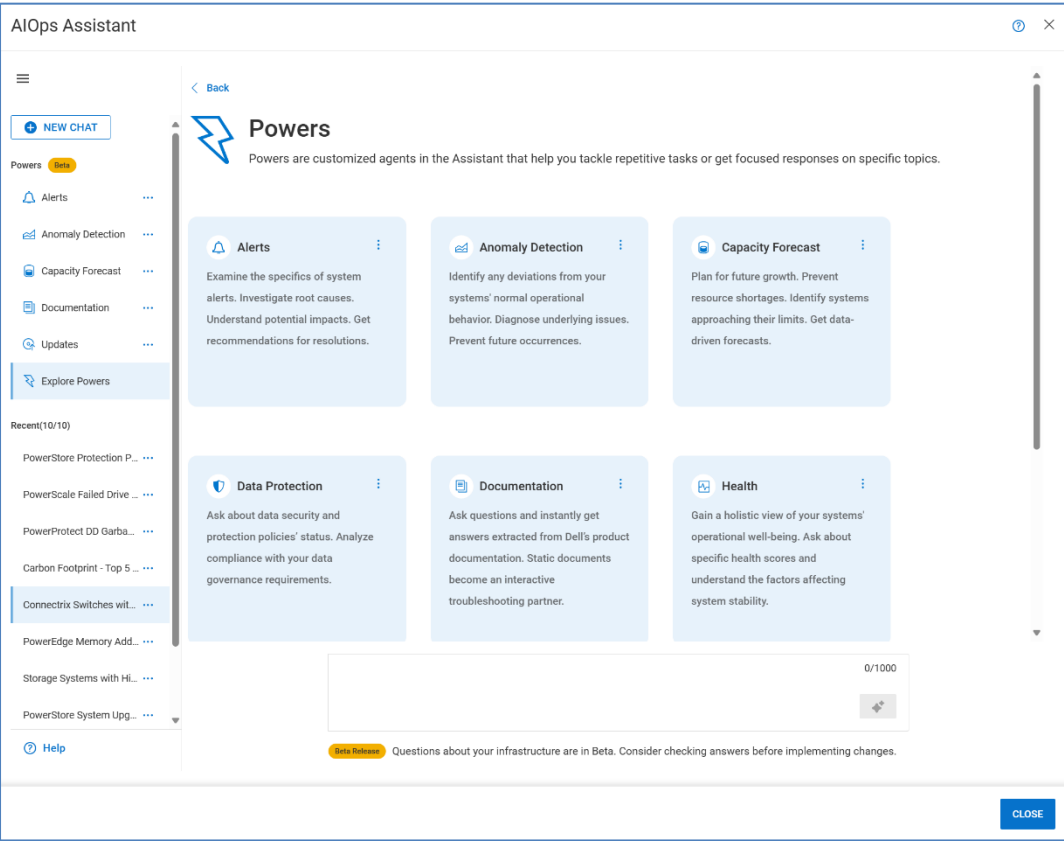 AIOps Assistant
Back
NEW CHAT
Powers
Powers are customized agents in the Assistant that help you tackle repetitive tasks or get focused responses on specific topics.
Powers Beta
Alerts
Anomaly Detection
Capacity Forecast
Documentation
Updates
Explore Powers
Recent(10/10)
PowerStore Protection P...
PowerScale Failed Drive ...
PowerProtect DD Garba...
Carbon Footprint - Top 5 ...
Connectrix Switches wit...
PowerEdge Memory Add...
Storage Systems with Hi...
PowerStore System Upg...
Help
Alerts
Examine the specifics of system
alerts. Investigate root causes.
Understand potential impacts. Get
recommendations for resolutions.
Anomaly Detection
Identify any deviations from your
systems' normal operational
behavior. Diagnose underlying issues.
Prevent future occurrences.
Capacity Forecast
Plan for future growth. Prevent
resource shortages. Identify systems
approaching their limits. Get data-
driven forecasts.
Data Protection
Ask about data security and
protection policies' status. Analyze
compliance with your data
governance requirements.
Documentation
Ask questions and instantly get
answers extracted from Dell's product
documentation. Static documents
become an interactive
troubleshooting partner.
Health
Gain a holistic view of your systems'
operational well-being. Ask about
specific health scores and
understand the factors affecting
system stability.
0/1000
Beta Release Questions about your infrastructure are in Beta. Consider checking answers before implementing changes.
CLOSE